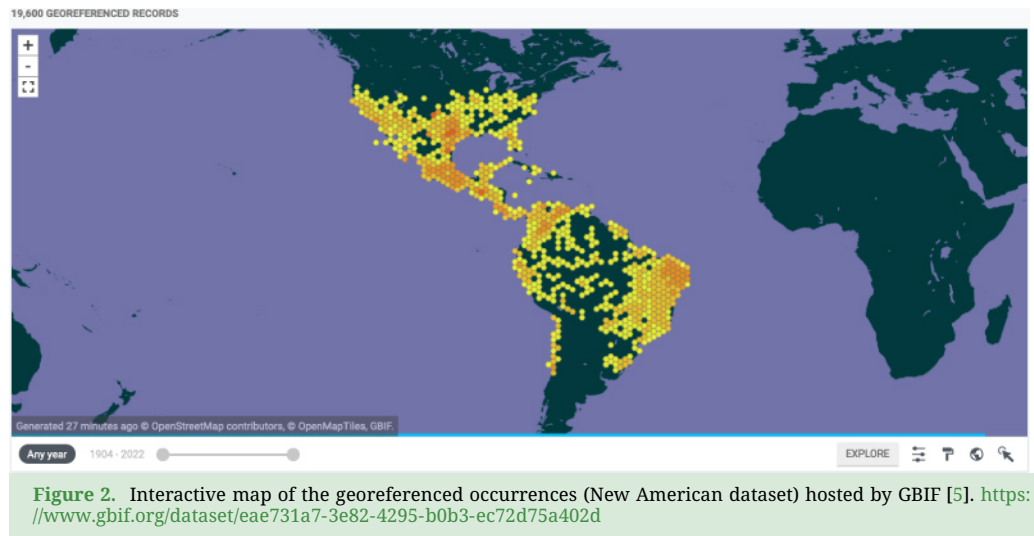 19,600 GEOREFERENCED RECORDS
+
-
Generated 27 minutes ago © OpenStreetMap contributors, © OpenMapTiles, GBIF.
Any year 1904 - 2022 EXPLORE
Figure 2. Interactive map of the georeferenced occurrences (New American dataset) hosted by GBIF [5]. https:
//www.gbif.org/dataset/eae731a7-3e82-4295-b0b3-ec72d75a402d